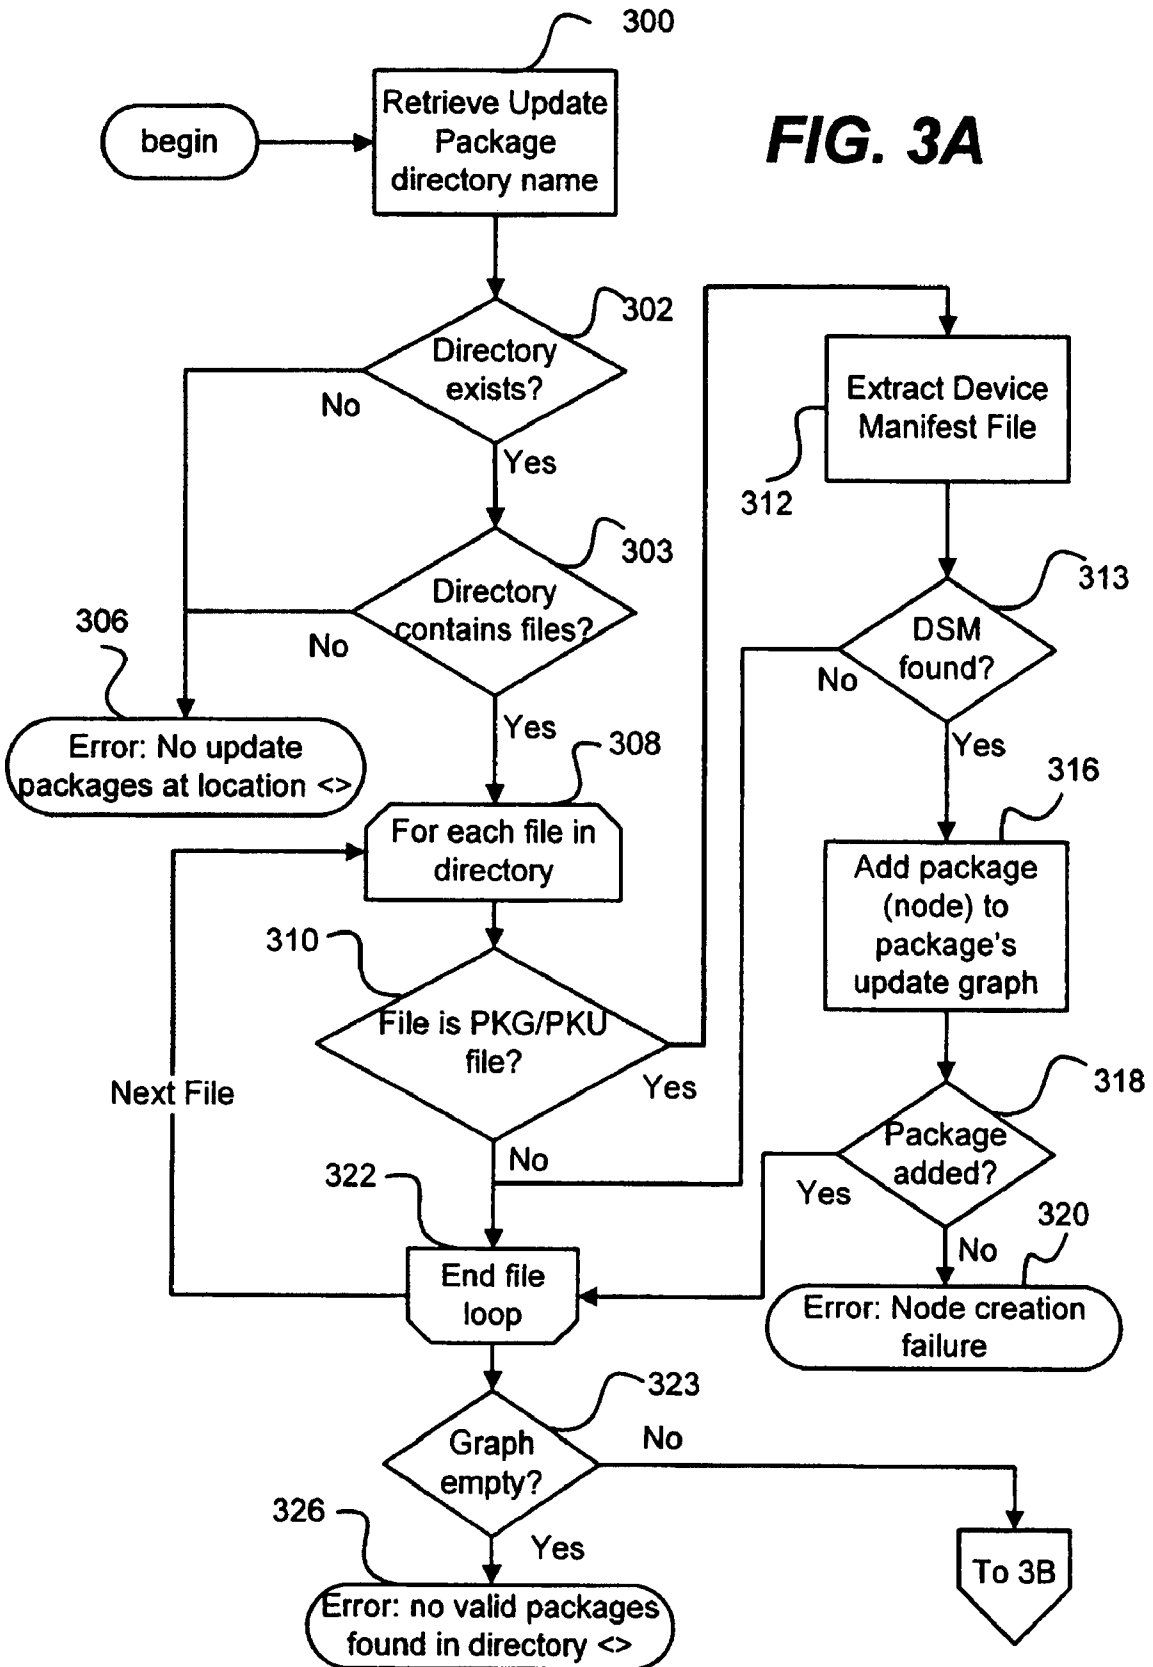 300
FIG. 3A
begin
Retrieve Update
Package
directory name
302
Directory
exists?
No
Yes
303
Directory
contains files?
No
Yes
306
Error: No update
packages at location <>
308
For each file in
directory
310
File is PKG/PKU
file?
Yes
No
Next File
322
End file
loop
312
Extract Device
Manifest File
313
DSM
found?
No
Yes
316
Add package
(node) to
package's
update graph
318
Package
added?
Yes
No
320
Error: Node creation
failure
323
Graph
empty?
No
Yes
326
Error: no valid packages
found in directory <>
To 3B